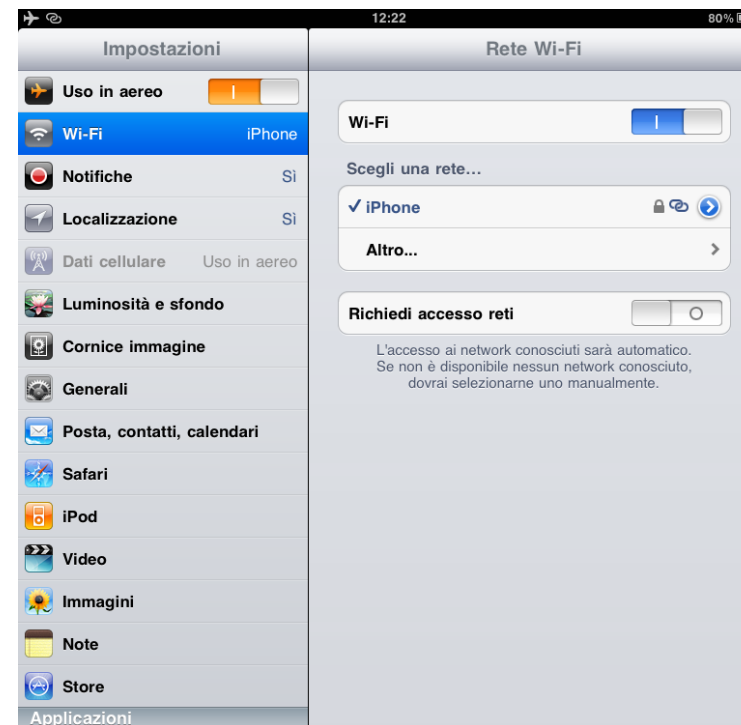 12:22
80%
Impostazioni
Rete Wi-Fi
Uso in aereo
Wi-Fi iPhone
Notifiche Sì
Localizzazione Sì
Dati cellulare Uso in aereo
Luminosità e sfondo
Cornice immagine
Generali
Posta, contatti, calendari
Safari
iPod
Video
Immagini
Note
Store
Applicazioni
Wi-Fi
Scegli una rete...
iPhone
Altro...
Richiedi accesso reti
L'accesso ai network conosciuti sarà automatico.
Se non è disponibile nessun network conosciuto,
dovrai selezionarne uno manualmente.